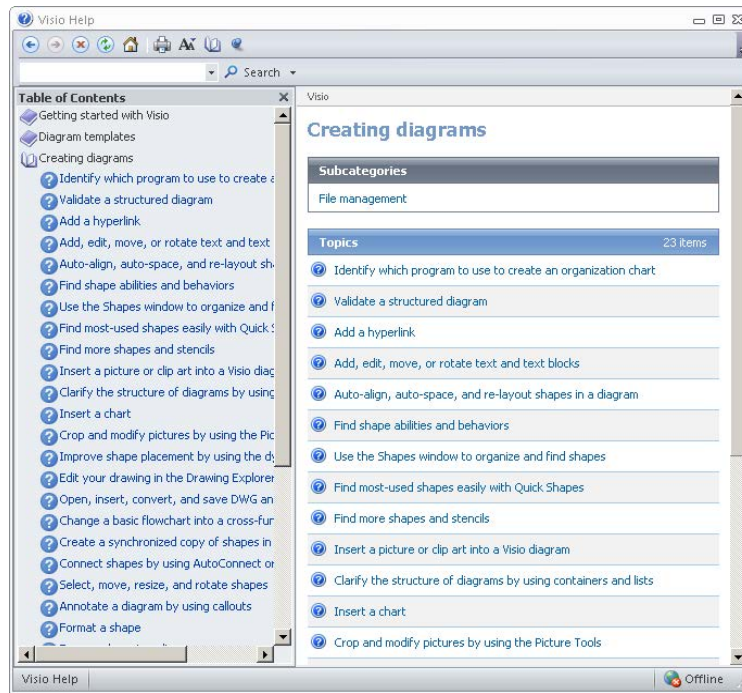 Visio Help
Search
Table of Contents
Getting started with Visio
Diagram templates
Creating diagrams
Identify which program to use to create a
Validate a structured diagram
Add a hyperlink
Add, edit, move, or rotate text and text
Auto-align, auto-space, and re-layout sh
Find shape abilities and behaviors
Use the Shapes window to organize and f
Find most-used shapes easily with Quick S
Find more shapes and stencils
Insert a picture or clip art into a Visio diag
Clarify the structure of diagrams by using
Insert a chart
Crop and modify pictures by using the Pic
Improve shape placement by using the dy
Edit your drawing in the Drawing Explorer
Open, insert, convert, and save DWG an
Change a basic flowchart into a cross-fun
Create a synchronized copy of shapes in
Connect shapes by using AutoConnect or
Select, move, resize, and rotate shapes
Annotate a diagram by using callouts
Format a shape
Visio
Creating diagrams
Subcategories
File management
Topics 23 items
Identify which program to use to create an organization chart
Validate a structured diagram
Add a hyperlink
Add, edit, move, or rotate text and text blocks
Auto-align, auto-space, and re-layout shapes in a diagram
Find shape abilities and behaviors
Use the Shapes window to organize and find shapes
Find most-used shapes easily with Quick Shapes
Find more shapes and stencils
Insert a picture or clip art into a Visio diagram
Clarify the structure of diagrams by using containers and lists
Insert a chart
Crop and modify pictures by using the Picture Tools
Visio Help
Offline